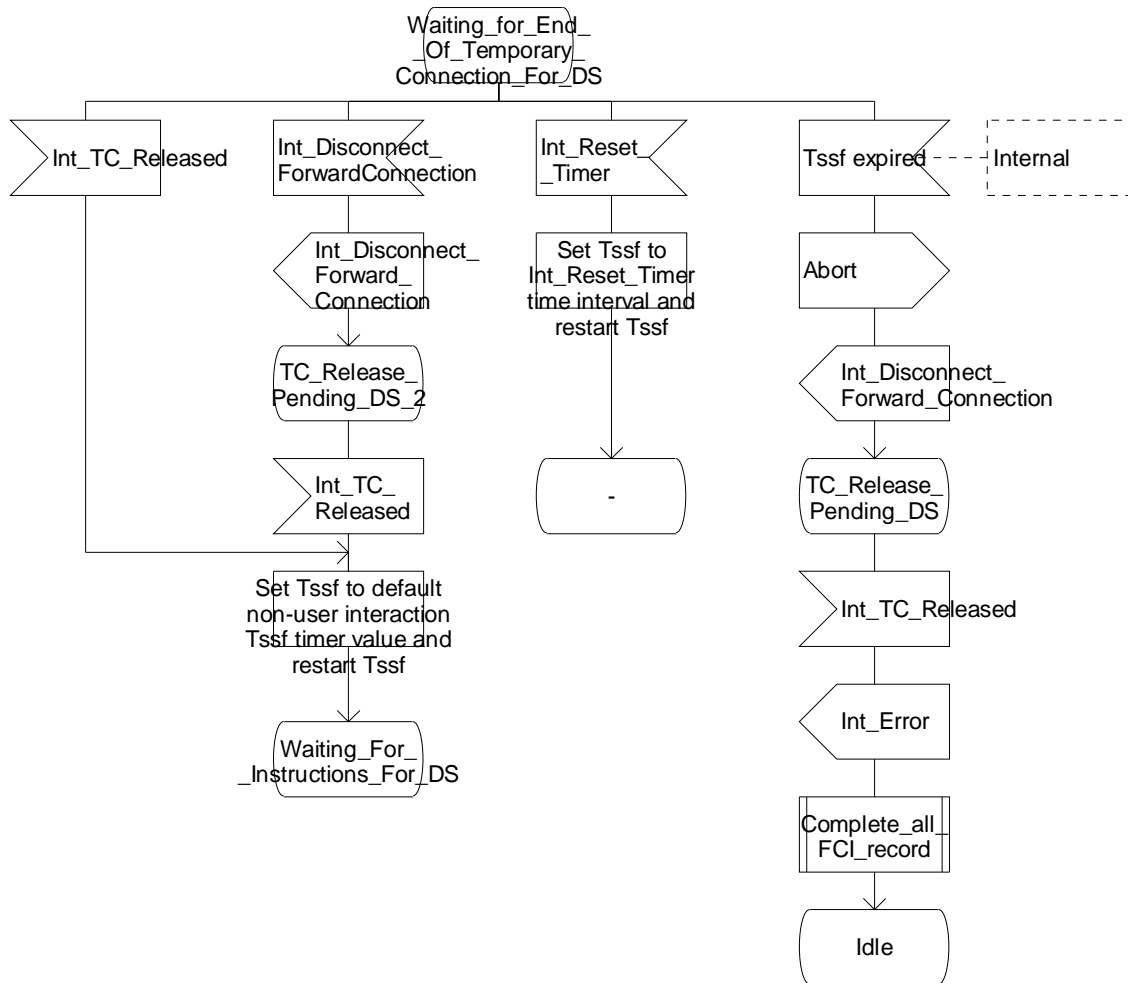 Waiting_for_End_
_Of_Temporary_
Connection_For_DS
Int_TC_Released
Int_Disconnect_
ForwardConnection
Int_Reset_
_Timer
Tssf expired
Internal
Int_Disconnect_
Forward_
Connection
Set Tssf to
Int_Reset_Timer
time interval and
restart Tssf
Abort
TC_Release_
Pending_DS_2
Int_Disconnect_
Forward_Connection
Int_TC_
Released
-
TC_Release_
Pending_DS
Set Tssf to default
non-user interaction
Tssf timer value and
restart Tssf
Int_TC_Released
Waiting_For_
_Instructions_For_DS
Int_Error
Complete_all_
FCI_record
Idle